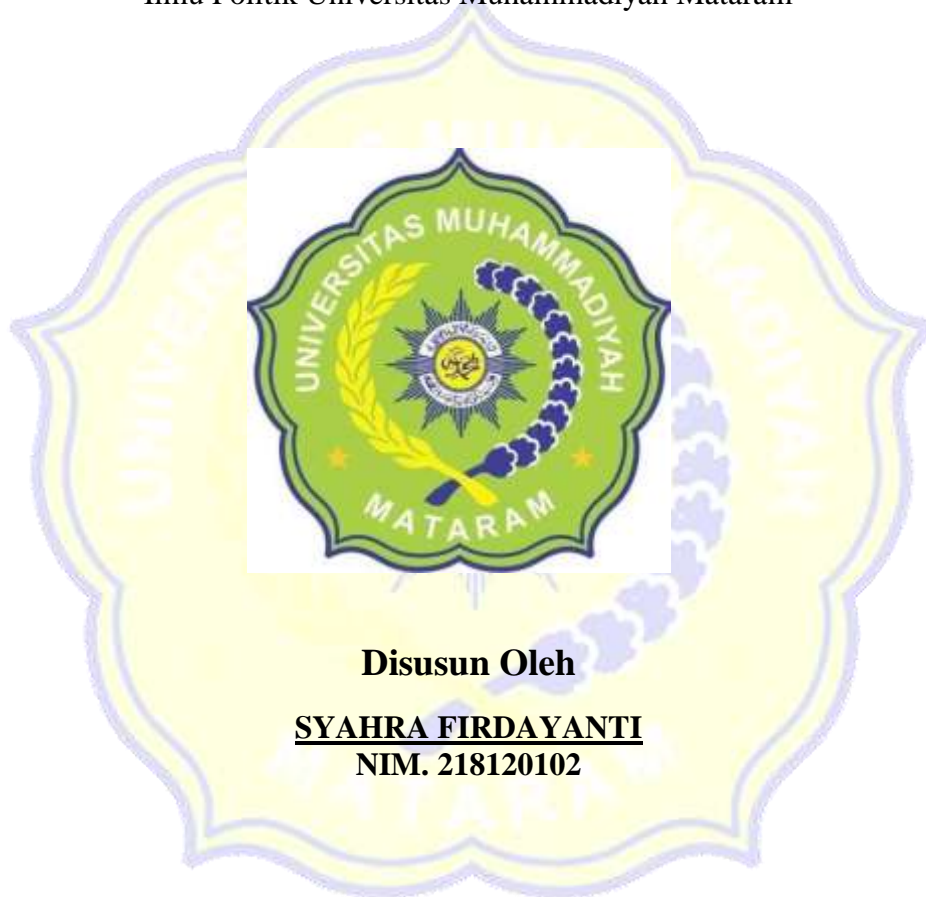 Ilmu Politik Universitas Muhammadiyah Mataram
UNIVERSITAS MUHAMMADIYAH
MATARAM
Disusun Oleh
SYAHRA FIRDAYANTI
NIM. 218120102